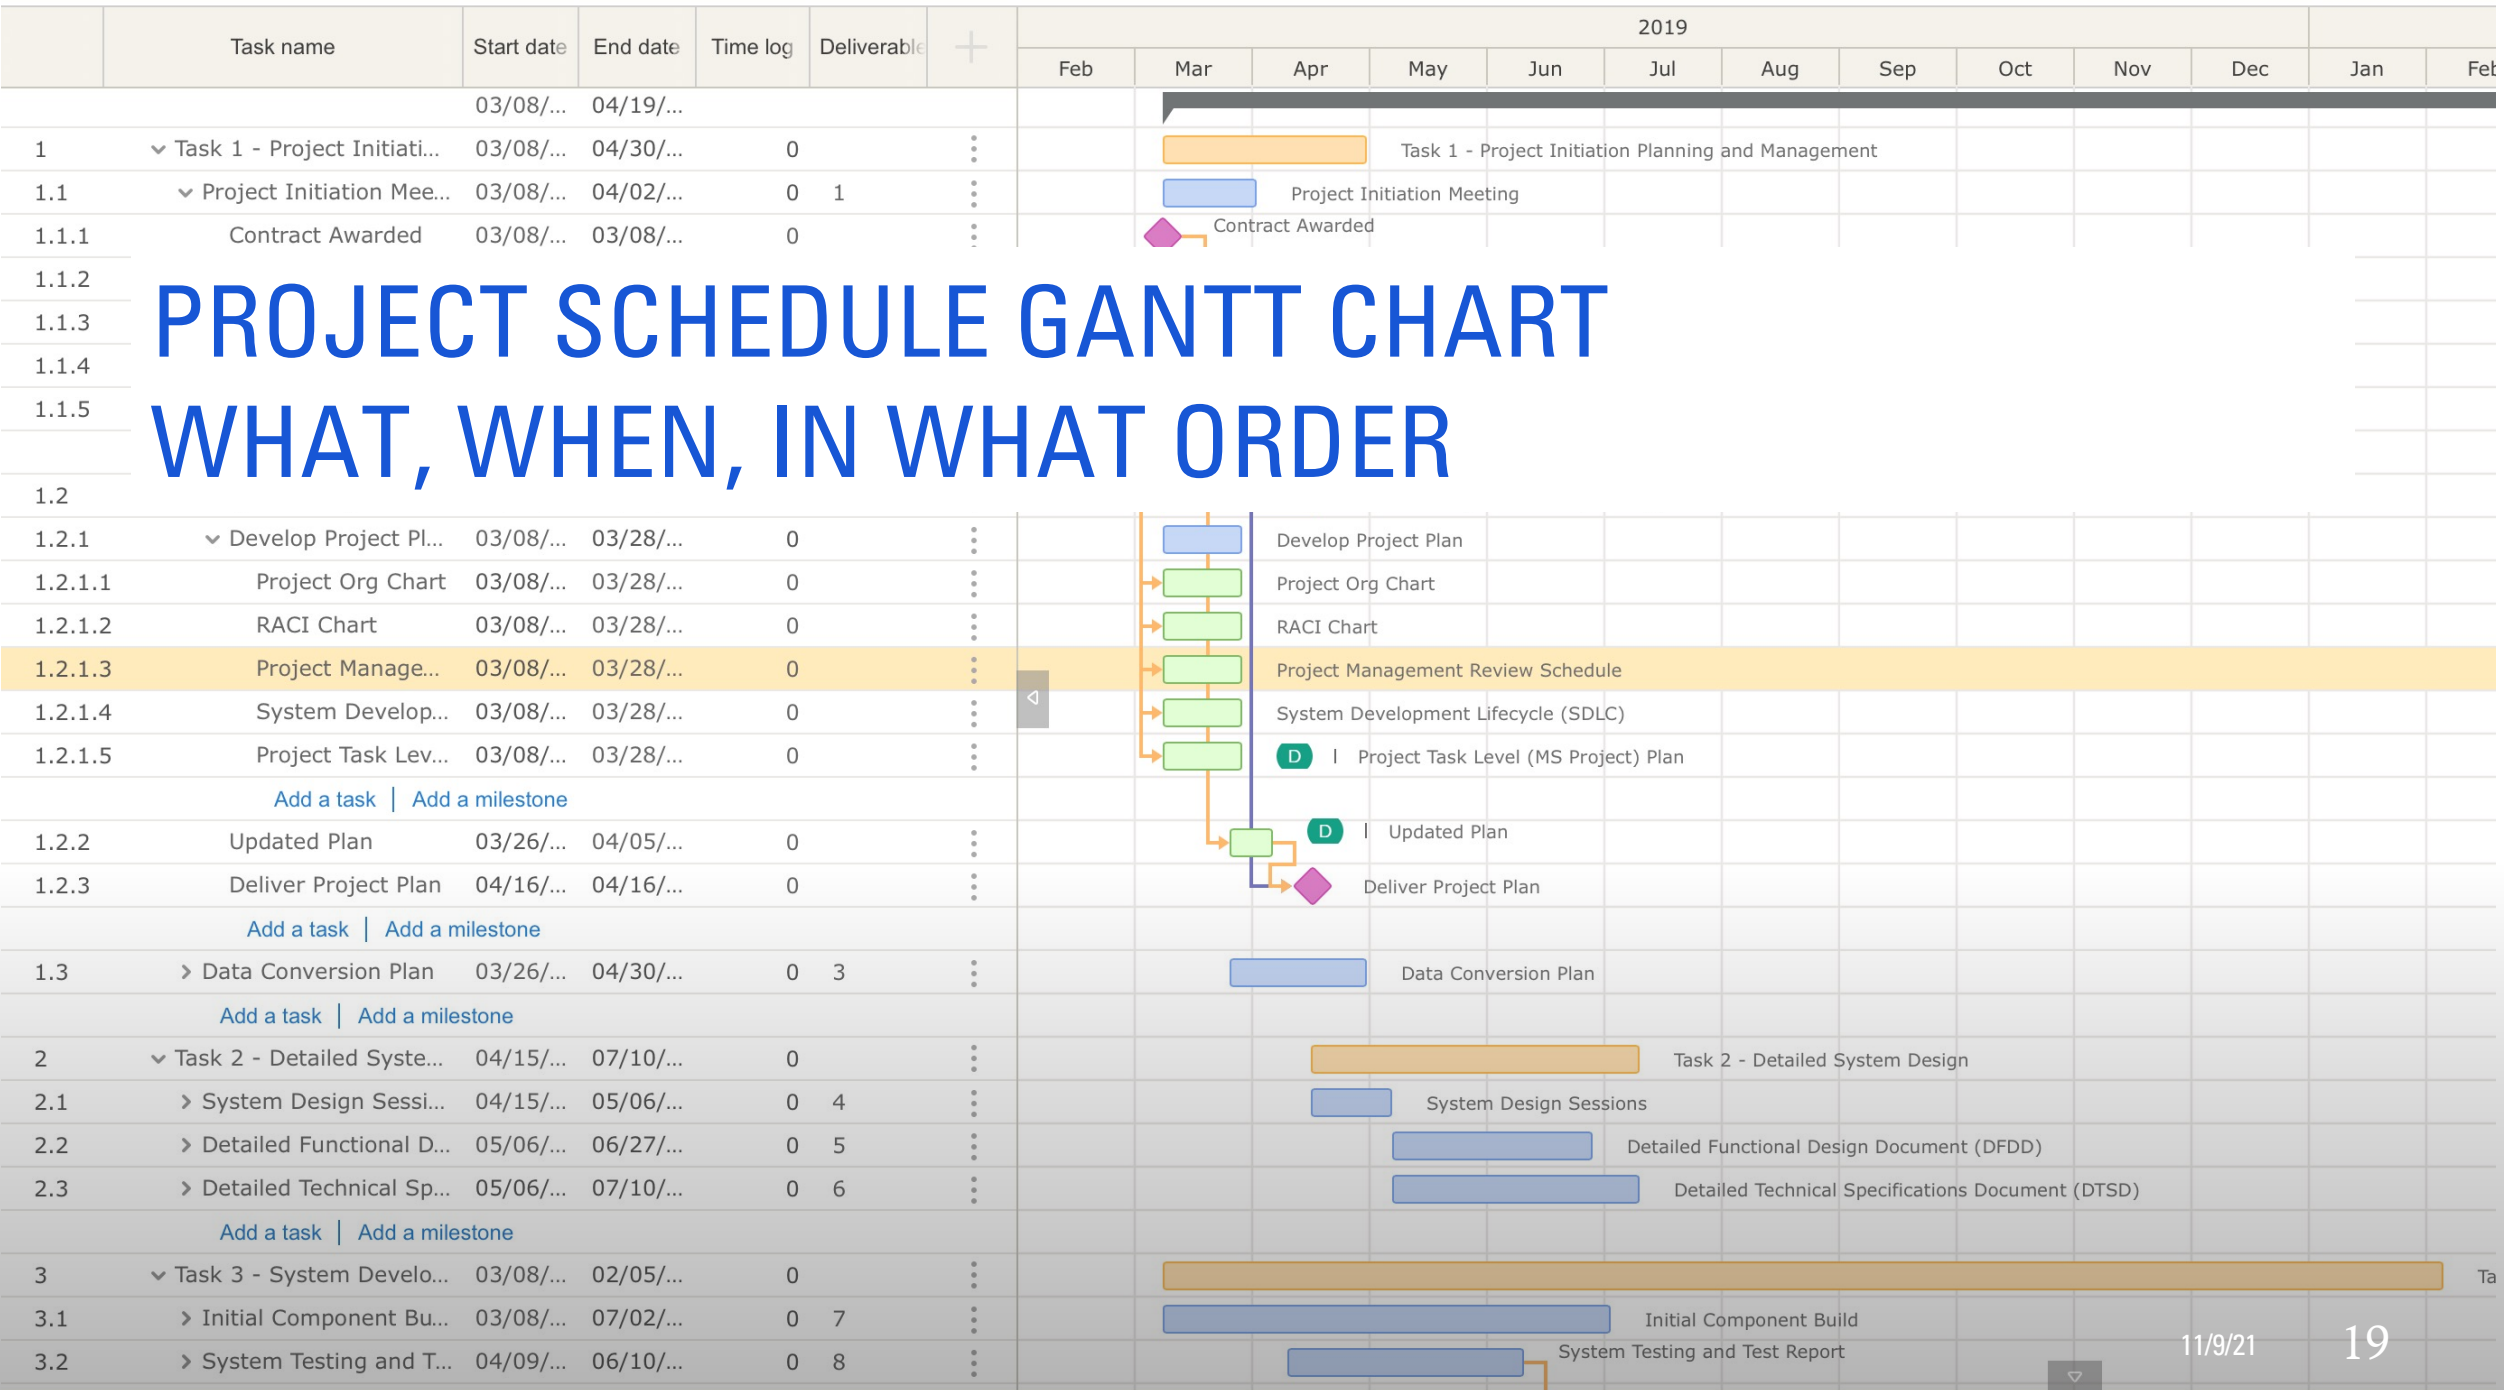 Task name Start date End date Time log Deliverable 2019
Feb Mar Apr May Jun Jul Aug Sep Oct Nov Dec Jan Feb
03/08/... 04/19/...
1 Task 1 - Project Initiati... 03/08/... 04/30/... 0 Task 1 - Project Initiation Planning and Management
1.1 Project Initiation Mee... 03/08/... 04/02/... 0 1 Project Initiation Meeting
1.1.1 Contract Awarded 03/08/... 03/08/... 0 Contract Awarded
1.1.2
1.1.3
1.1.4
1.1.5
PROJECT SCHEDULE GANTT CHART
WHAT, WHEN, IN WHAT ORDER
1.2
1.2.1 Develop Project Pl... 03/08/... 03/28/... 0 Develop Project Plan
1.2.1.1 Project Org Chart 03/08/... 03/28/... 0 Project Org Chart
1.2.1.2 RACI Chart 03/08/... 03/28/... 0 RACI Chart
1.2.1.3 Project Manage... 03/08/... 03/28/... 0 Project Management Review Schedule
1.2.1.4 System Develop... 03/08/... 03/28/... 0 System Development Lifecycle (SDLC)
1.2.1.5 Project Task Lev... 03/08/... 03/28/... 0 D | Project Task Level (MS Project) Plan
Add a task | Add a milestone
1.2.2 Updated Plan 03/26/... 04/05/... 0 D | Updated Plan
1.2.3 Deliver Project Plan 04/16/... 04/16/... 0 Deliver Project Plan
Add a task | Add a milestone
1.3 Data Conversion Plan 03/26/... 04/30/... 0 3 Data Conversion Plan
Add a task | Add a milestone
2 Task 2 - Detailed Syste... 04/15/... 07/10/... 0 Task 2 - Detailed System Design
2.1 System Design Sessi... 04/15/... 05/06/... 0 4 System Design Sessions
2.2 Detailed Functional D... 05/06/... 06/27/... 0 5 Detailed Functional Design Document (DFDD)
2.3 Detailed Technical Sp... 05/06/... 07/10/... 0 6 Detailed Technical Specifications Document (DTSD)
Add a task | Add a milestone
3 Task 3 - System Develo... 03/08/... 02/05/... 0 Ta
3.1 Initial Component Bu... 03/08/... 07/02/... 0 7 Initial Component Build
3.2 System Testing and T... 04/09/... 06/10/... 0 8 System Testing and Test Report
11/9/21 19